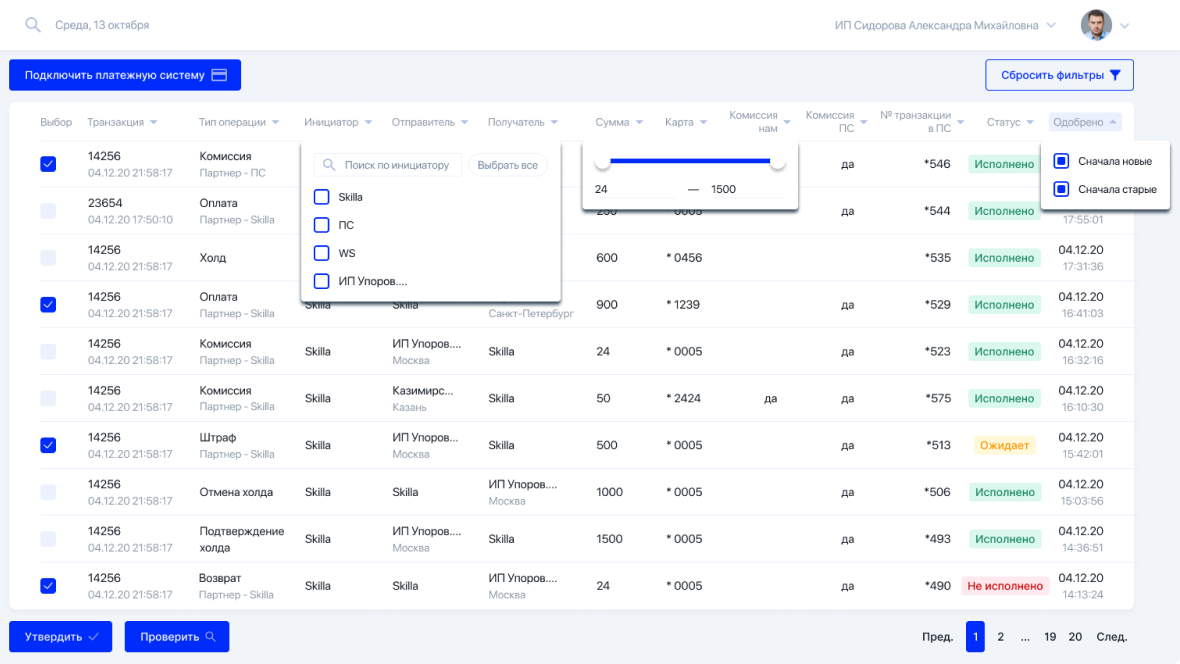 Среда, 13 октября
ИП Сидорова Александра Михайловна
Подключить платежную систему
Сбросить фильтры
Выбор Транзакция Тип операции Инициатор Отправитель Получатель Сумма Карта Комиссия нам Комиссия ПС № транзакции в ПС Статус Одобрено
14256 Комиссия да *546 Исполнено
04.12.20 21:58:17 Партнер - ПС
Поиск по инициатору Выбрать все
Skilla
ПС
WS
ИП Упоров....
24 — 1500
Сначала новые
Сначала старые
23654 Оплата 250 * 0005 да *544 Исполнено
04.12.20 17:50:10 Партнер - Skilla 17:55:01
14256 Холд 600 * 0456 *535 Исполнено 04.12.20
04.12.20 21:58:17 17:31:36
14256 Оплата Skilla Skilla 900 * 1239 да *529 Исполнено 04.12.20
04.12.20 21:58:17 Партнер - Skilla Санкт-Петербург 16:41:03
14256 Комиссия Skilla ИП Упоров.... Skilla 24 * 0005 да *523 Исполнено 04.12.20
04.12.20 21:58:17 Партнер - Skilla Москва 16:32:16
14256 Комиссия Skilla Казимирс... Skilla 50 * 2424 да да *575 Исполнено 04.12.20
04.12.20 21:58:17 Партнер - Skilla Казань 16:10:30
14256 Штраф Skilla ИП Упоров... Skilla 500 * 0005 да *513 Ожидает 04.12.20
04.12.20 21:58:17 Партнер - Skilla Москва 15:42:01
14256 Отмена холда Skilla Skilla ИП Упоров.... 1000 * 0005 да *506 Исполнено 04.12.20
04.12.20 21:58:17 Москва 15:03:56
14256 Подтверждение Skilla ИП Упоров.... Skilla 1500 * 0005 да *493 Исполнено 04.12.20
04.12.20 21:58:17 холда Москва 14:36:51
14256 Возврат Skilla Skilla ИП Упоров.... 24 * 0005 да *490 Не исполнено 04.12.20
04.12.20 21:58:17 Партнер - Skilla Москва 14:13:24
Утвердить Проверить Пред. 1 2 ... 19 20 След.